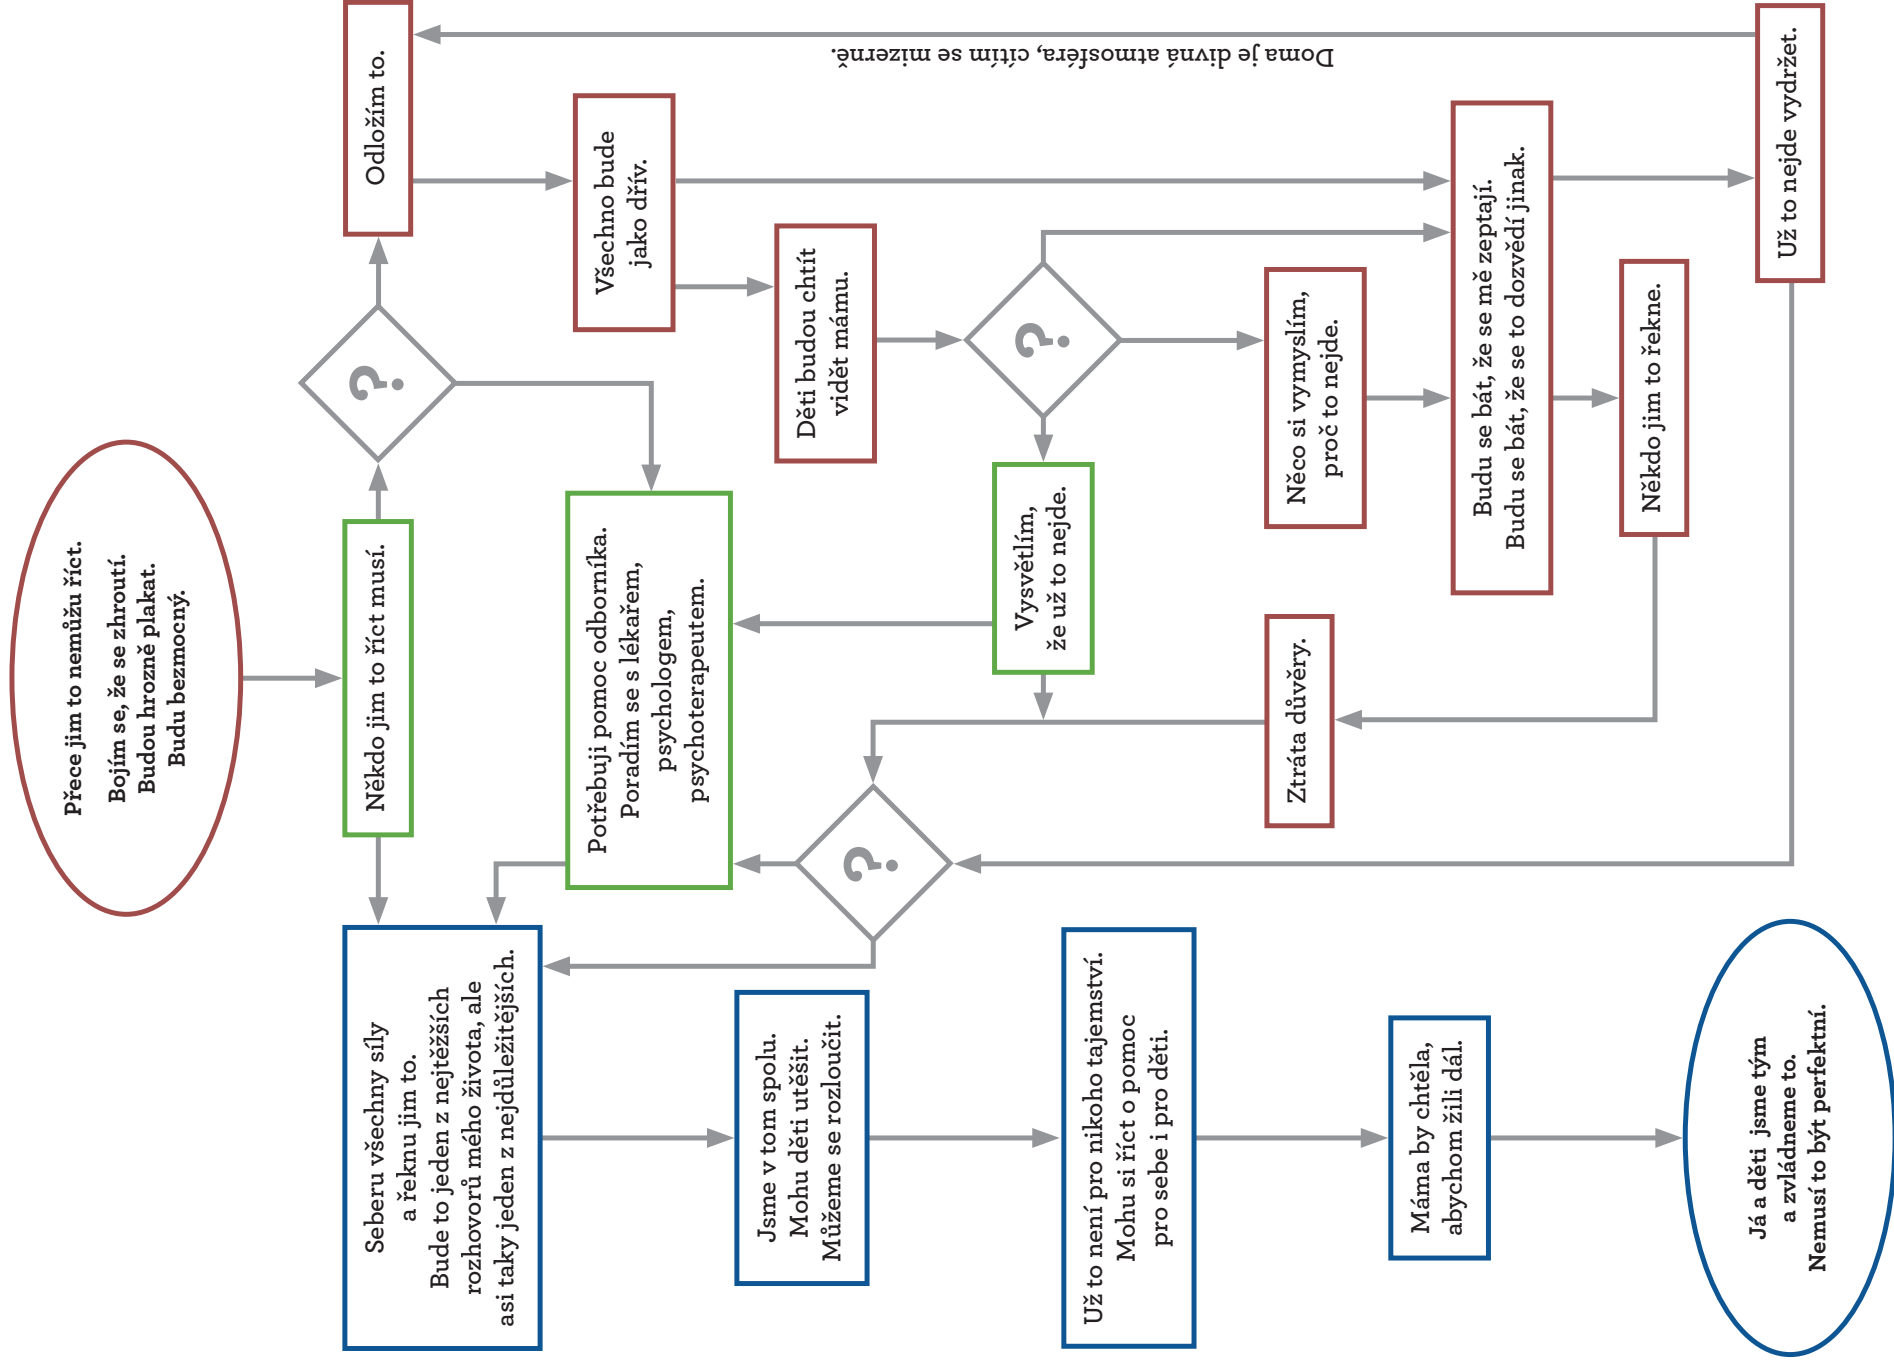 Přece jim to nemůžu říct.
Bojím se, že se zhroutí.
Budou hrozně plakat.
Budu bezmocný.
Někdo jim to říct musí.
?
Odložím to.
Všechno bude
jako dřív.
Děti budou chtít
vidět mámu.
?
Něco si vymyslím,
proč to nejde.
Vysvětlím,
že už to nejde.
Potřebuji pomoc odborníka.
Poradím se s lékařem,
psychologem,
psychoterapeutem.
Budu se bát, že se mě zeptají.
Budu se bát, že se to dozvědí jinak.
Někdo jim to řekne.
Už to nejde vydržet.
Doma je divná atmosféra, cítím se mizerně.
Ztráta důvěry.
?
Seberu všechny síly
a řeknu jim to.
Bude to jeden z nejtěžších
rozhovorů mého života, ale
asi taky jeden z nejdůležitějších.
Jsme v tom spolu.
Mohu děti utěšit.
Můžeme se rozloučit.
Už to není pro nikoho tajemství.
Mohu si říct o pomoc
pro sebe i pro děti.
Máma by chtěla,
abychom žili dál.
Já a děti jsme tým
a zvládneme to.
Nemusí to být perfektní.